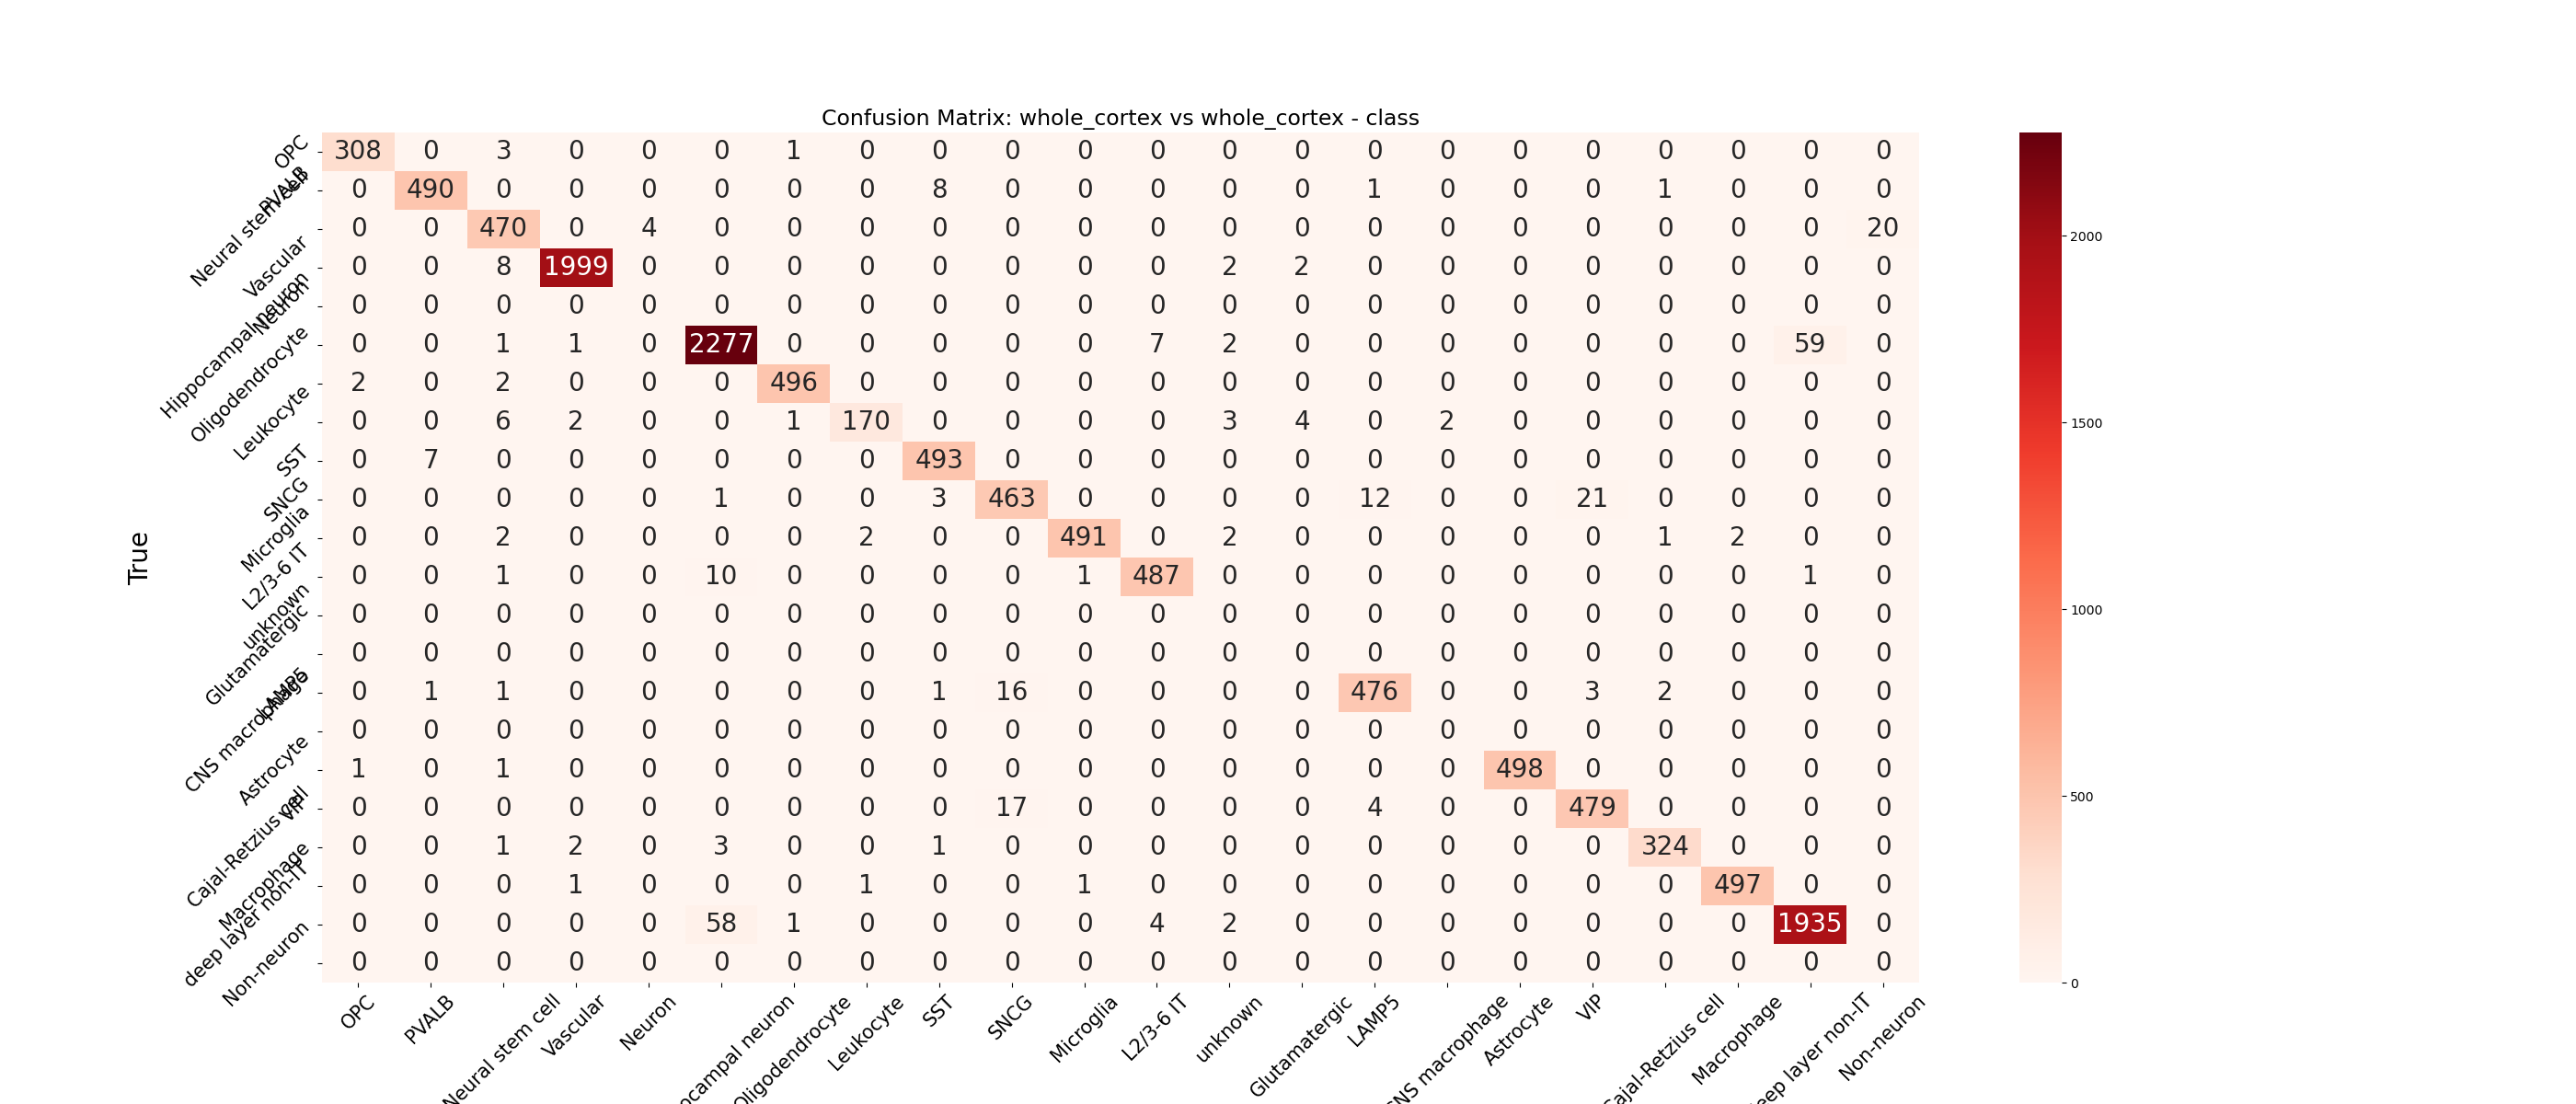 Confusion Matrix: whole_cortex vs whole_cortex - class
OPC 308 0 3 0 0 0 1 0 0 0 0 0 0 0 0 0 0 0 0 0 0 0
PVALB 0 490 0 0 0 0 0 0 8 0 0 0 0 0 1 0 0 0 1 0 0 0
Neural stem cell 0 0 470 0 4 0 0 0 0 0 0 0 0 0 0 0 0 0 0 0 0 20
Vascular 0 0 8 1999 0 0 0 0 0 0 0 0 2 2 0 0 0 0 0 0 0 0
Neuron 0 0 0 0 0 0 0 0 0 0 0 0 0 0 0 0 0 0 0 0 0 0
Hippocampal neuron 0 0 1 1 0 2277 0 0 0 0 0 7 2 0 0 0 0 0 0 0 59 0
Oligodendrocyte 2 0 2 0 0 0 496 0 0 0 0 0 0 0 0 0 0 0 0 0 0 0
Leukocyte 0 0 6 2 0 0 1 170 0 0 0 0 3 4 0 2 0 0 0 0 0 0
SST 0 7 0 0 0 0 0 0 493 0 0 0 0 0 0 0 0 0 0 0 0 0
SNCG 0 0 0 0 0 1 0 0 3 463 0 0 0 0 12 0 0 21 0 0 0 0
Microglia 0 0 2 0 0 0 0 2 0 0 491 0 2 0 0 0 0 0 1 2 0 0
L2/3-6 IT 0 0 1 0 0 10 0 0 0 0 1 487 0 0 0 0 0 0 0 0 1 0
unknown 0 0 0 0 0 0 0 0 0 0 0 0 0 0 0 0 0 0 0 0 0 0
Glutamatergic 0 0 0 0 0 0 0 0 0 0 0 0 0 0 0 0 0 0 0 0 0 0
LAMP5 0 1 1 0 0 0 0 0 1 16 0 0 0 0 476 0 0 3 2 0 0 0
CNS macrophage 0 0 0 0 0 0 0 0 0 0 0 0 0 0 0 0 0 0 0 0 0 0
Astrocyte 1 0 1 0 0 0 0 0 0 0 0 0 0 0 0 0 498 0 0 0 0 0
VIP 0 0 0 0 0 0 0 0 0 17 0 0 0 0 4 0 0 479 0 0 0 0
Cajal-Retzius cell 0 0 1 2 0 3 0 0 1 0 0 0 0 0 0 0 0 0 324 0 0 0
Macrophage 0 0 0 1 0 0 0 1 0 0 1 0 0 0 0 0 0 0 0 497 0 0
deep layer non-IT 0 0 0 0 0 58 1 0 0 0 0 4 2 0 0 0 0 0 0 0 1935 0
Non-neuron 0 0 0 0 0 0 0 0 0 0 0 0 0 0 0 0 0 0 0 0 0 0
True
OPC
PVALB
Neural stem cell
Vascular
Neuron
ocampal neuron
Oligodendrocyte
Leukocyte
SST
SNCG
Microglia
L2/3-6 IT
unknown
Glutamatergic
LAMP5
CNS macrophage
Astrocyte
VIP
Cajal-Retzius cell
Macrophage
eep layer non-IT
Non-neuron
2000
1500
1000
500
0